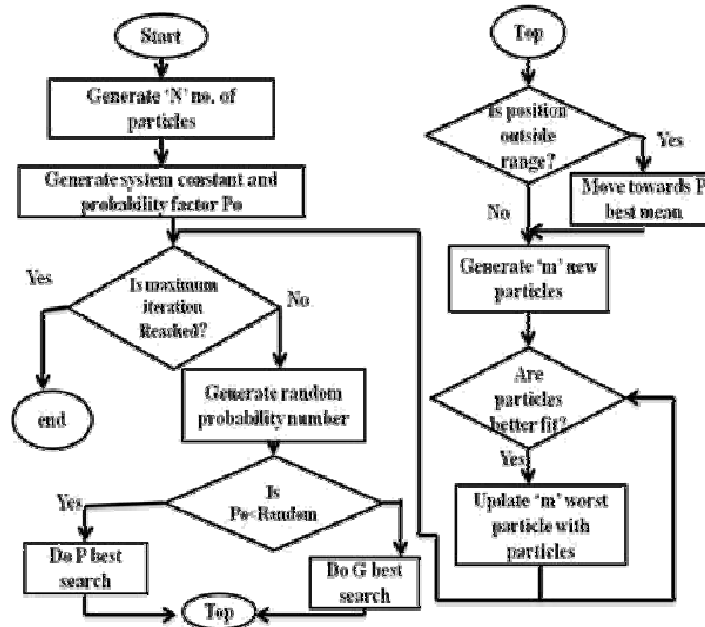 Start
Generate 'N' no. of
particles
Generate system constant and
probability factor Po
Yes
Is maximum
iteration
Reached?
No
end
Generate random
probability number
Yes
Is
Po<Random
Do P best
search
Do G best
search
Top
Top
Is position
outside
range?
Yes
Move towards P
best mean
No
Generate 'm' new
particles
Are
particles
better fit?
Yes
Update 'm' worst
particle with
particles